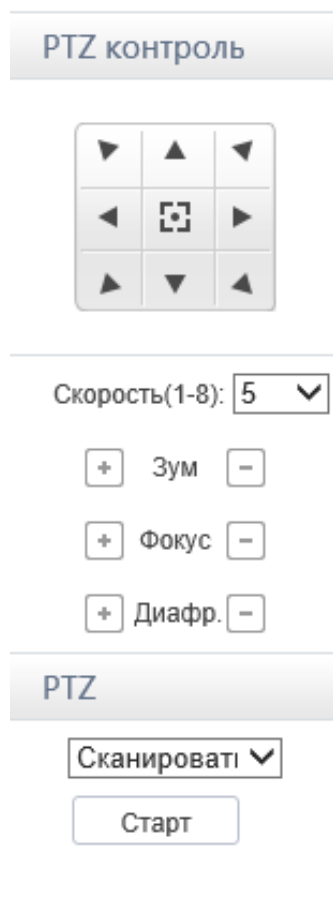 PTZ контроль
Скорость(1-8): 5
+ Зум -
+ Фокус -
+ Диафр. -
PTZ
Сканироват
Старт